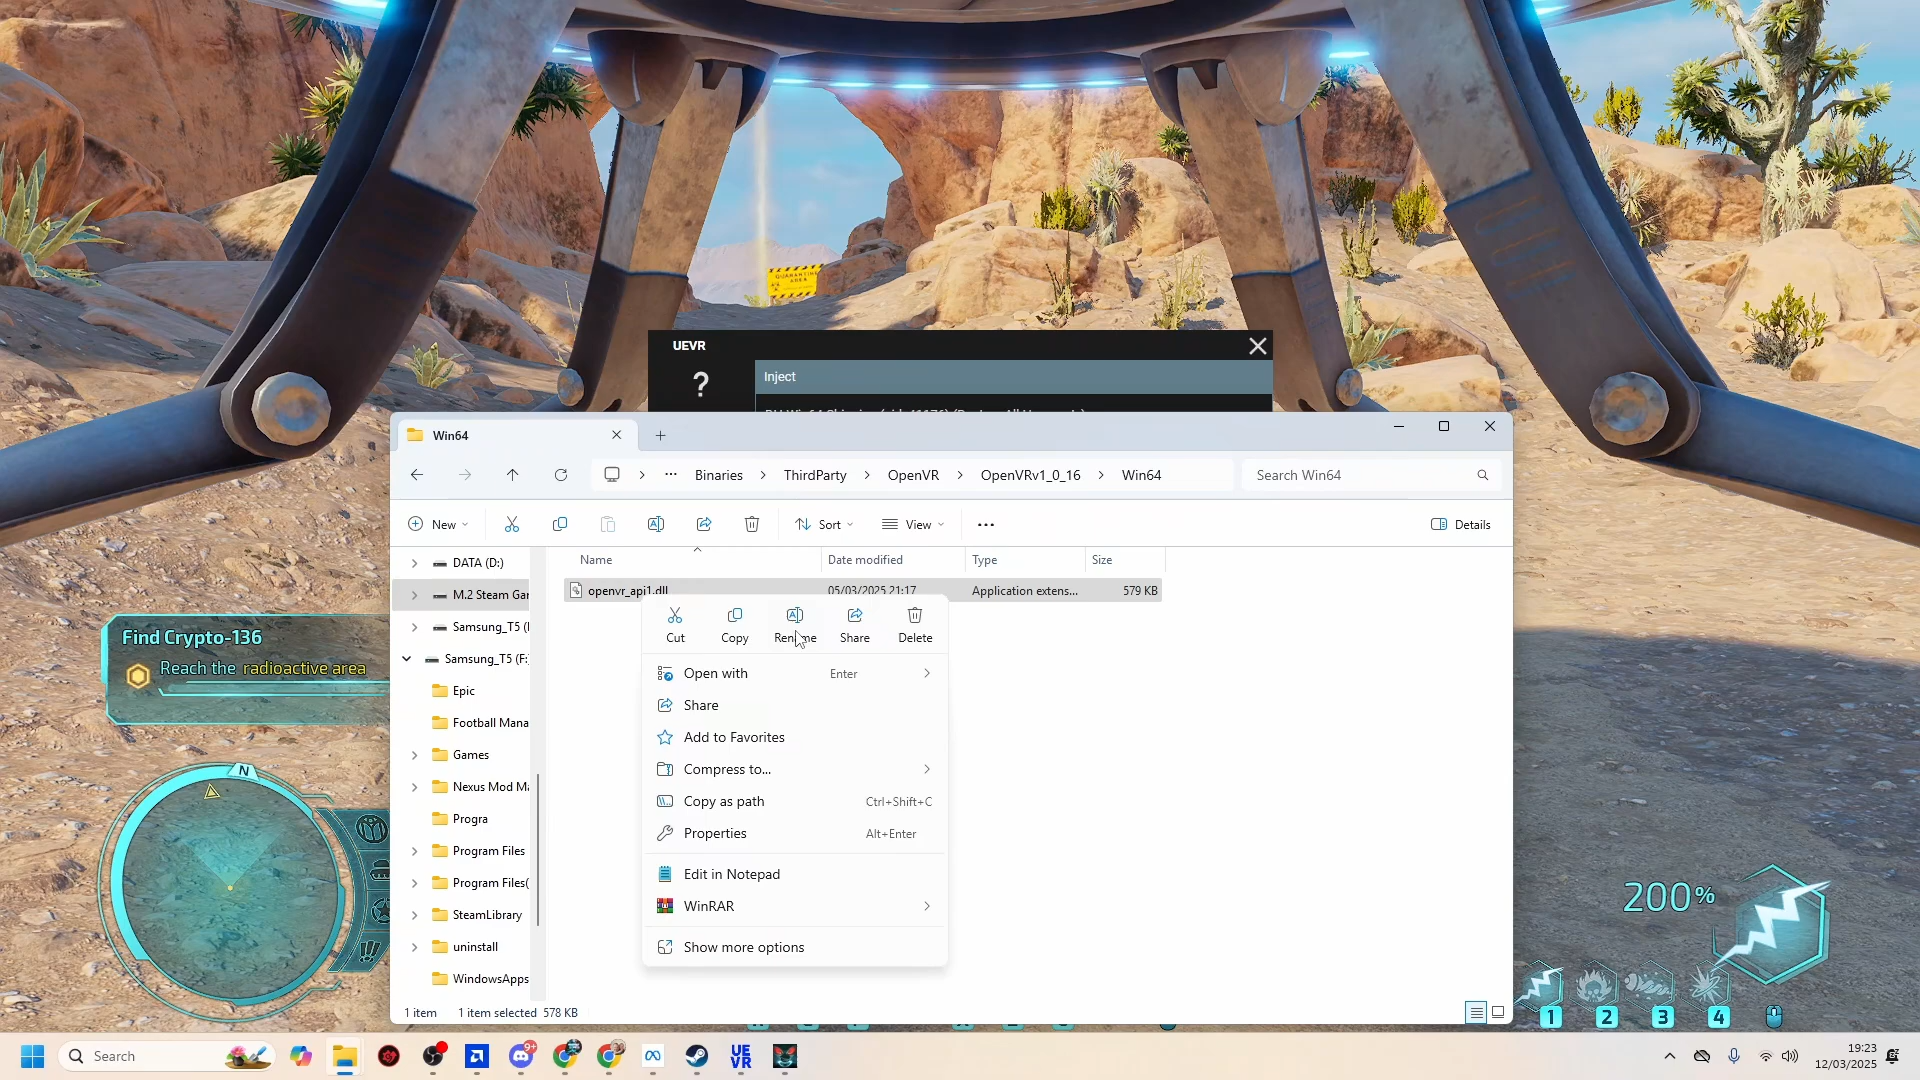 QUARANTINE
AREA
UEVR
?
Inject
Win64
Binaries
ThirdParty
OpenVR
OpenVRv1_0_16
Win64
Search Win64
New
Sort
View
Details
Name
Date modified
Type
Size
openvr_api1.dll
05/03/2025 21:17
Application extens...
579 KB
DATA (D:)
M.2 Steam Gar
Samsung_T5 (
Samsung_T5 (F:
Epic
Football Mana
Games
Nexus Mod Ma
Progra
Program Files
Program Files(
SteamLibrary
uninstall
WindowsApps
Cut
Copy
Rename
Share
Delete
Open with
Enter
Share
Add to Favorites
Compress to...
Copy as path
Ctrl+Shift+C
Properties
Alt+Enter
Edit in Notepad
WinRAR
Show more options
1 item
1 item selected 578 KB
Find Crypto-136
Reach the radioactive area
N
200%
1
2
3
4
Search
9+
UE
VR
19:23
12/03/2025